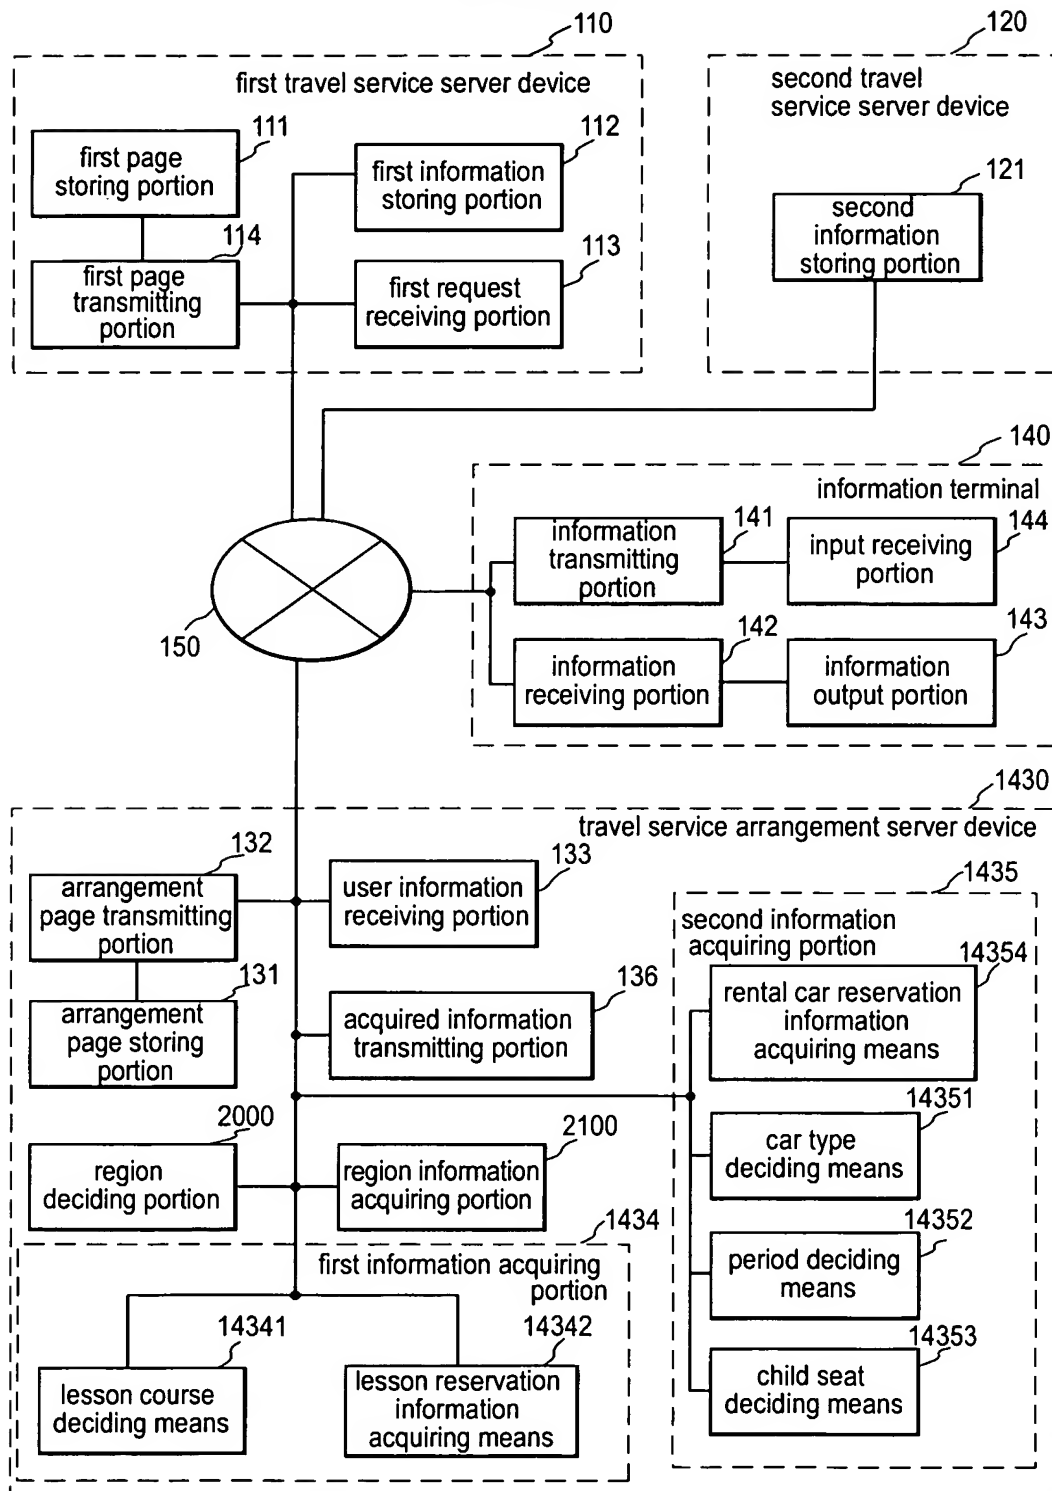 110
first travel service server device
111
first page
storing portion
112
first information
storing portion
114
first page
transmitting
portion
113
first request
receiving portion
120
second travel
service server device
121
second
information
storing portion
140
information terminal
141
information
transmitting
portion
144
input receiving
portion
142
information
receiving portion
143
information
output portion
150
1430
travel service arrangement server device
132
arrangement
page transmitting
portion
133
user information
receiving portion
131
arrangement
page storing
portion
136
acquired information
transmitting portion
2000
region
deciding portion
2100
region information
acquiring portion
1434
first information acquiring
portion
14341
lesson course
deciding means
14342
lesson reservation
information
acquiring means
1435
second information
acquiring portion
14354
rental car reservation
information
acquiring means
14351
car type
deciding means
14352
period deciding
means
14353
child seat
deciding means